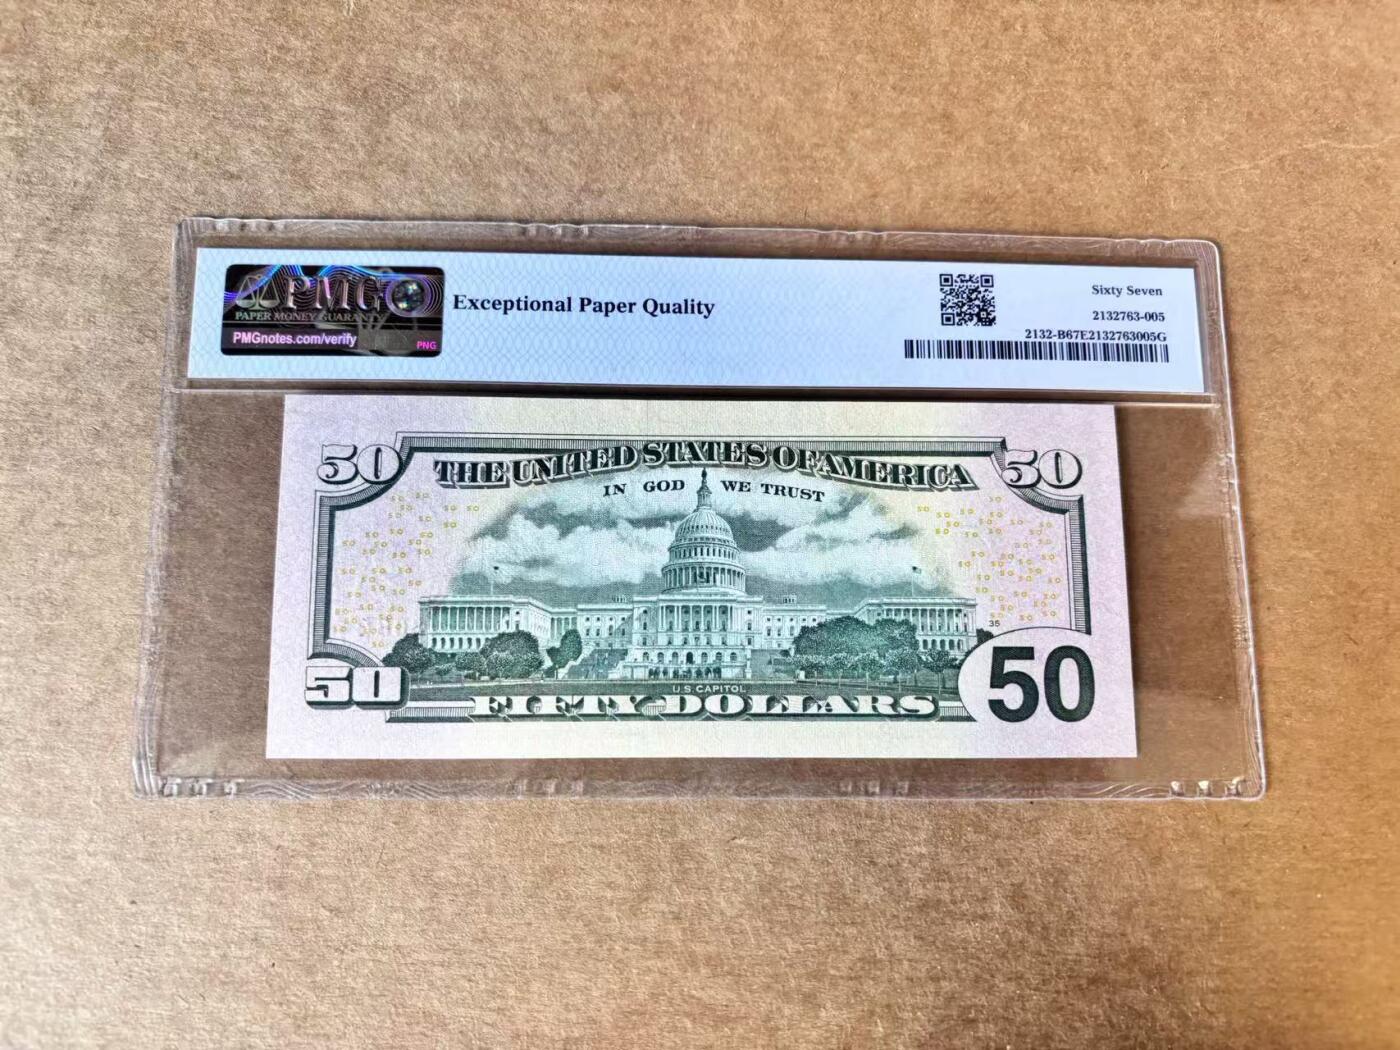 PMG
PAPER MONEY GUARANTY
PMGnotes.com/verify
PNG
Exceptional Paper Quality
Sixty Seven
2132763-005
2132-B67E2132763005G
50
THE UNITED STATES OF AMERICA
50
IN GOD WE TRUST
35
50
U.S. CAPITOL
FIFTY DOLLARS
50